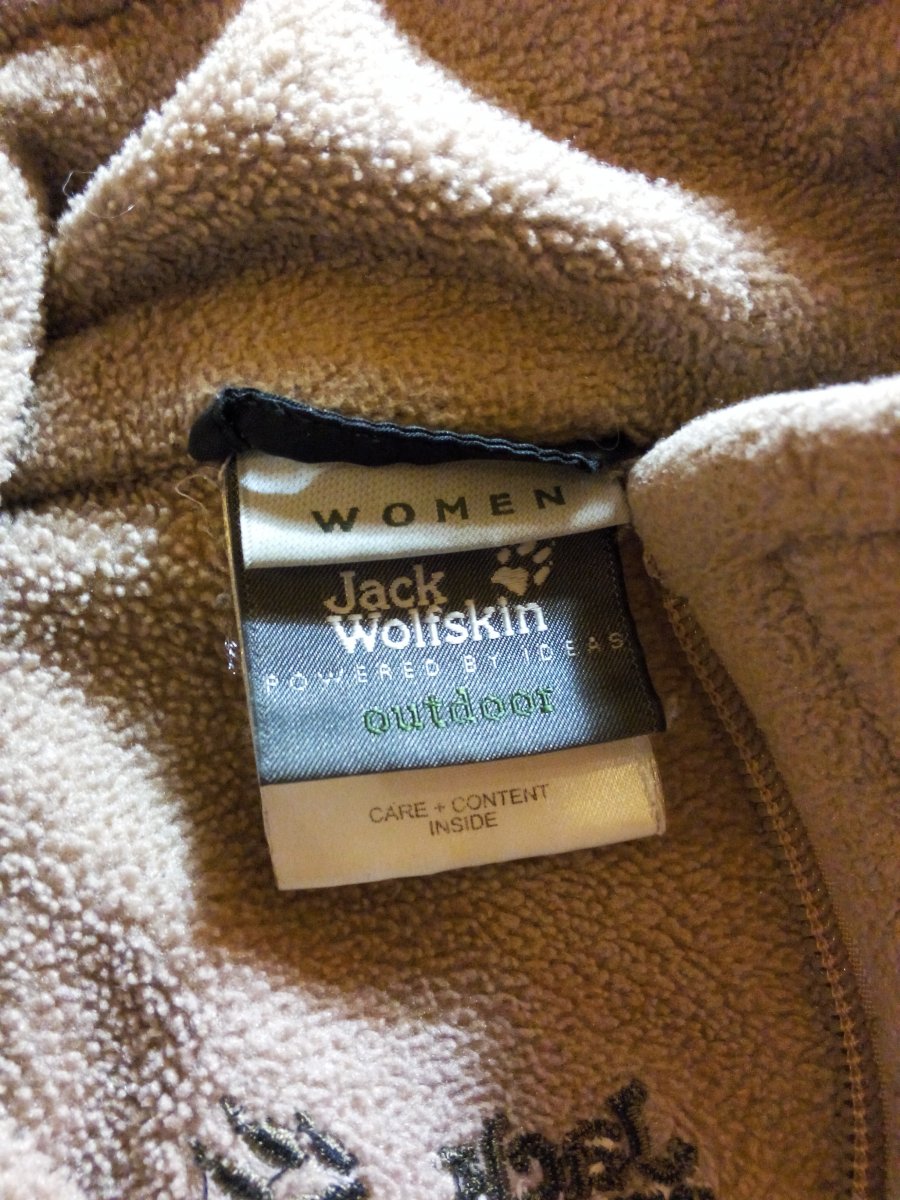 WOMEN
Jack
Wolfskin
POWERED BY IDEAS
outdoor
CARE + CONTENT
INSIDE